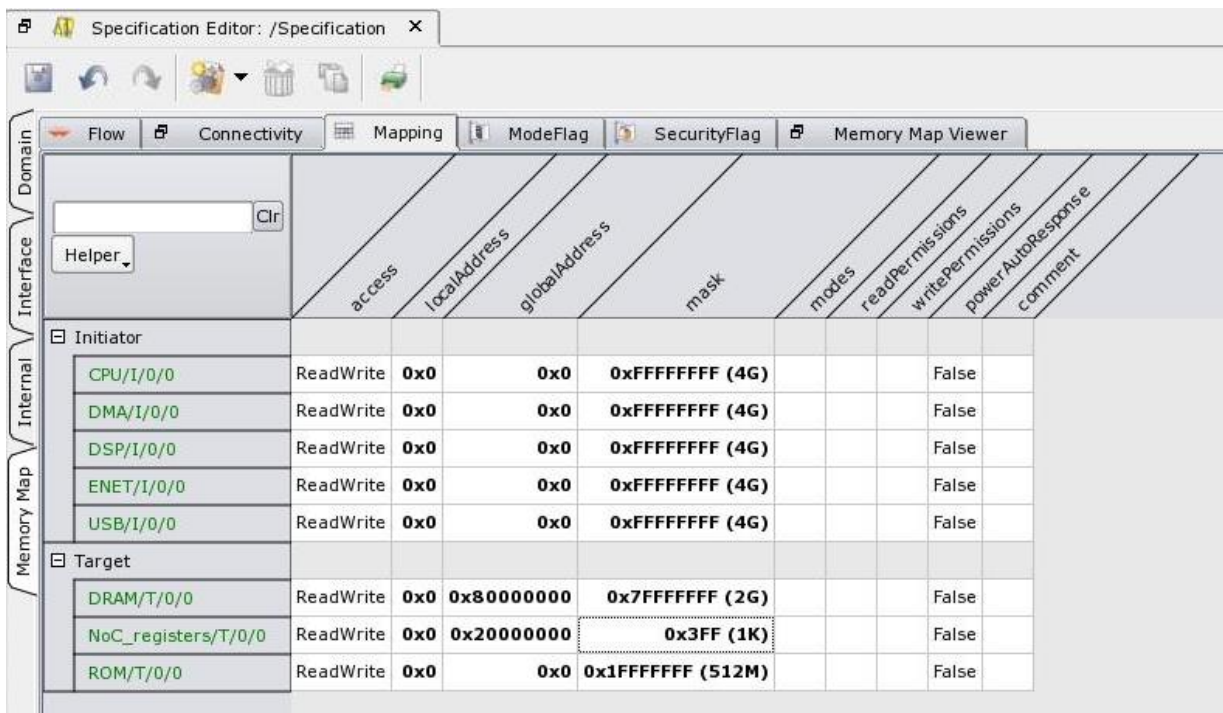 Specification Editor: /Specification X
Flow Connectivity Mapping ModeFlag SecurityFlag Memory Map Viewer
Domain
Interface
Internal
Memory Map
Clr
Helper
access localAddress globalAddress mask modes readPermissions writePermissions powerAutoResponse comment
Initiator
CPU/I/0/0 ReadWrite 0x0 0x0 0xFFFFFFFF (4G) False
DMA/I/0/0 ReadWrite 0x0 0x0 0xFFFFFFFF (4G) False
DSP/I/0/0 ReadWrite 0x0 0x0 0xFFFFFFFF (4G) False
ENET/I/0/0 ReadWrite 0x0 0x0 0xFFFFFFFF (4G) False
USB/I/0/0 ReadWrite 0x0 0x0 0xFFFFFFFF (4G) False
Target
DRAM/T/0/0 ReadWrite 0x0 0x80000000 0x7FFFFFFF (2G) False
NoC_registers/T/0/0 ReadWrite 0x0 0x20000000 0x3FF (1K) False
ROM/T/0/0 ReadWrite 0x0 0x0 0x1FFFFFFF (512M) False